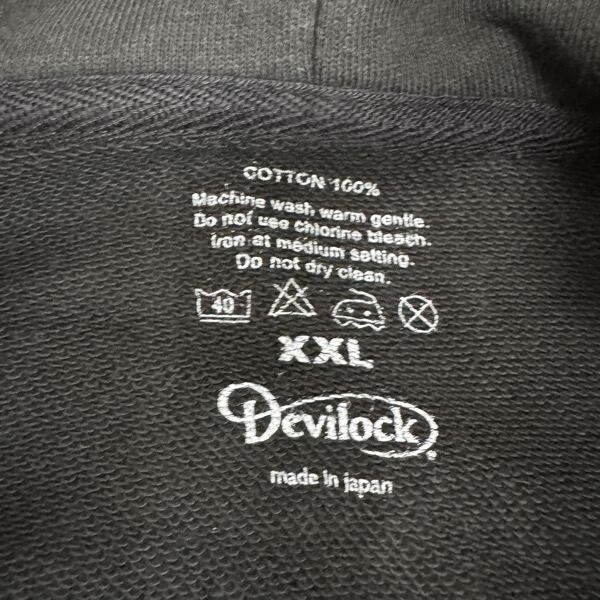 COTTON 100%
Machine wash warm gentle.
Do not use chlorine bleach.
Iron at medium setting.
Do not dry clean.
40
XXL
Devilock®
made in japan